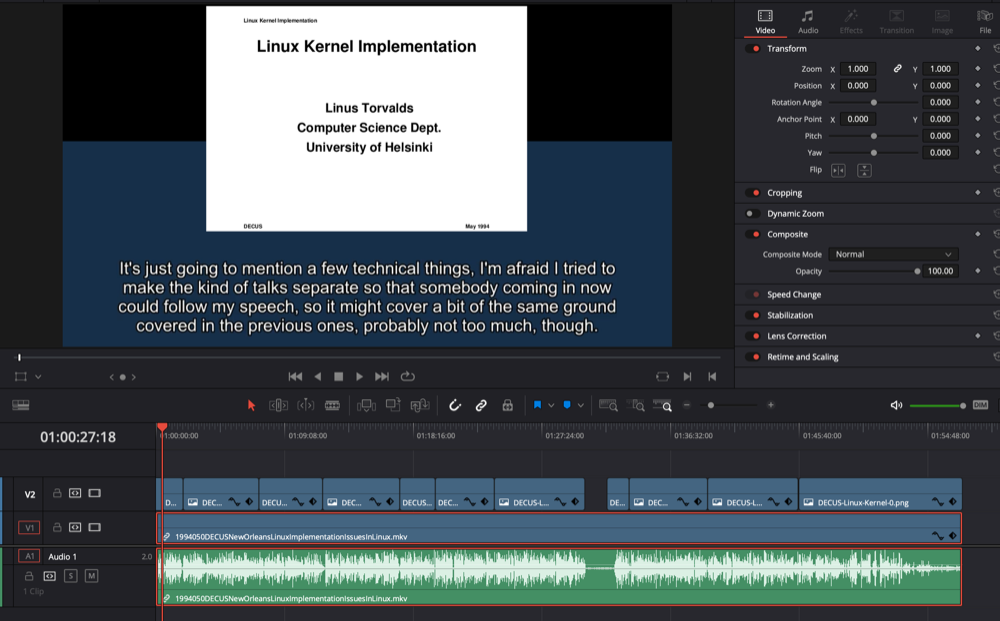 Linux Kernel Implementation
Linux Kernel Implementation
Linus Torvalds
Computer Science Dept.
University of Helsinki
DECUS May 1994
It's just going to mention a few technical things, I'm afraid I tried to
make the kind of talks separate so that somebody coming in now
could follow my speech, so it might cover a bit of the same ground
covered in the previous ones, probably not too much, though.
Video Audio Effects Transition Image File
Transform
Zoom X 1.000 Y 1.000
Position X 0.000 Y 0.000
Rotation Angle 0.000
Anchor Point X 0.000 Y 0.000
Pitch 0.000
Yaw 0.000
Flip
Cropping
Dynamic Zoom
Composite
Composite Mode Normal
Opacity 100.00
Speed Change
Stabilization
Lens Correction
Retime and Scaling
DIM
01:00:27:18
01:00:00:00 01:09:08:00 01:18:16:00 01:27:24:00 01:36:32:00 01:45:40:00 01:54:48:00
V2
D... DEC... DECU... DEC... DECUS... DEC... DECUS-L... DE... DEC... DECUS-L... DECUS-Linux-Kernel-0.png
V1
1994050DECUSNewOrleansLinuxImplementationIssuesInLinux.mkv
A1 Audio 1 2.0
S M
1 Clip
1994050DECUSNewOrleansLinuxImplementationIssuesInLinux.mkv